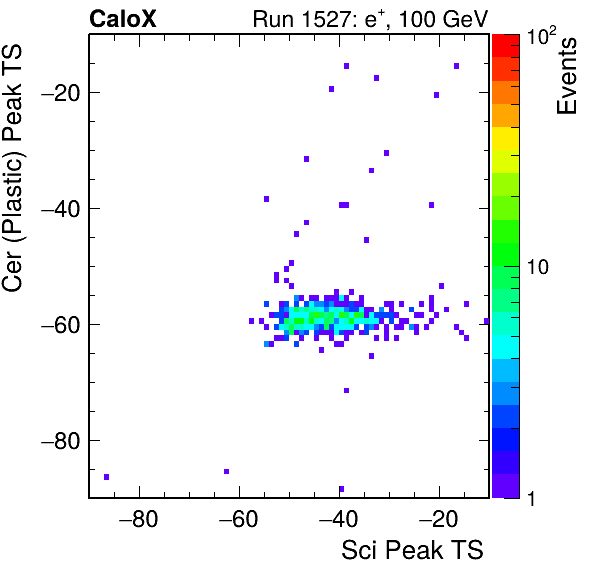 CaloX Run 1527: e⁺, 100 GeV
Cer (Plastic) Peak TS
−20
−40
−60
−80
−80 −60 −40 −20
Sci Peak TS
10²
10
1
Events